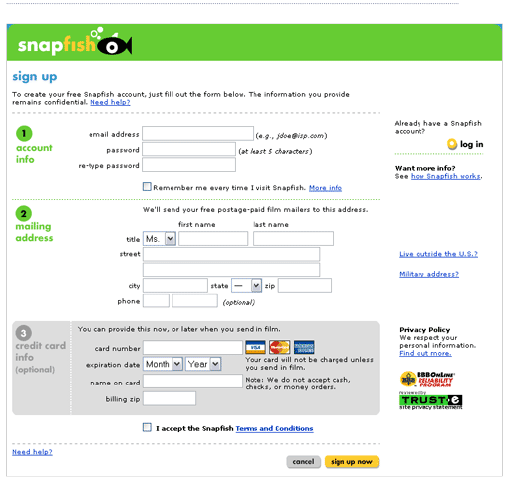 snapfish
sign up
To create your free Snapfish account, just fill out the form below. The information you provide
remains confidential. Need help?
1
account
info
email address (e.g., jdoe@isp.com)
password (at least 5 characters)
re-type password
Remember me every time I visit Snapfish. More info
Already have a Snapfish
account?
log in
Want more info?
See how Snapfish works.
2
mailing
address
We'll send your free postage-paid film mailers to this address.
first name last name
title Ms.
street
city state — zip
phone (optional)
Live outside the U.S.?
Military address?
3
credit card
info
(optional)
You can provide this now, or later when you send in film.
card number VISA MasterCard
expiration date Month Year
Your card will not be charged unless
you send in film.
name on card
Note: We do not accept cash,
checks, or money orders.
billing zip
Privacy Policy
We respect your
personal information.
Find out more.
BBBOnLine
RELIABILITY
PROGRAM
reviewed by
TRUST-e
site privacy statement
I accept the Snapfish Terms and Conditions
Need help?
cancel sign up now